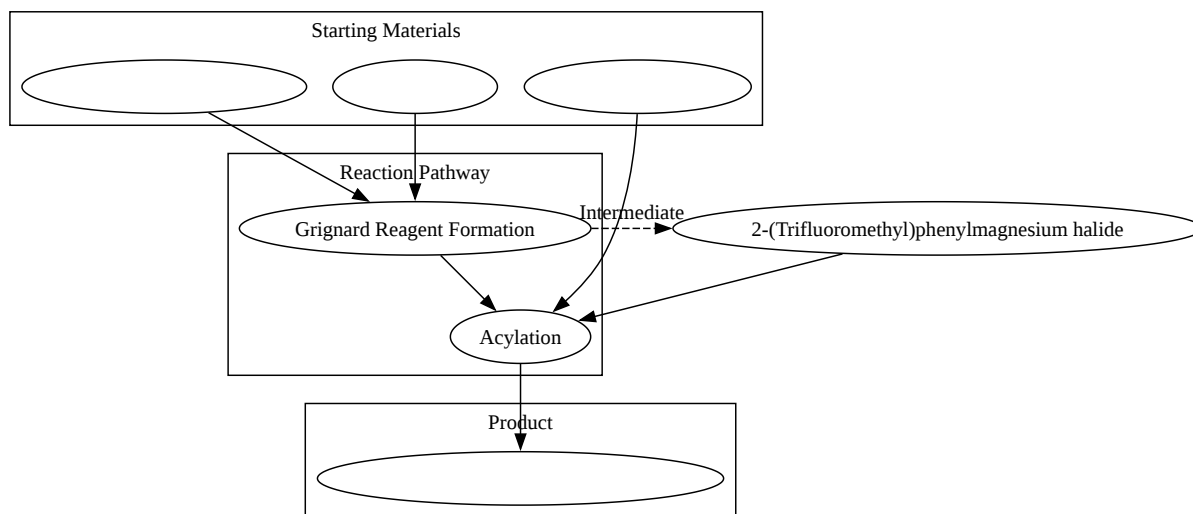 Starting Materials
Reaction Pathway
Intermediate
Grignard Reagent Formation
2-(Trifluoromethyl)phenylmagnesium halide
Acylation
Product